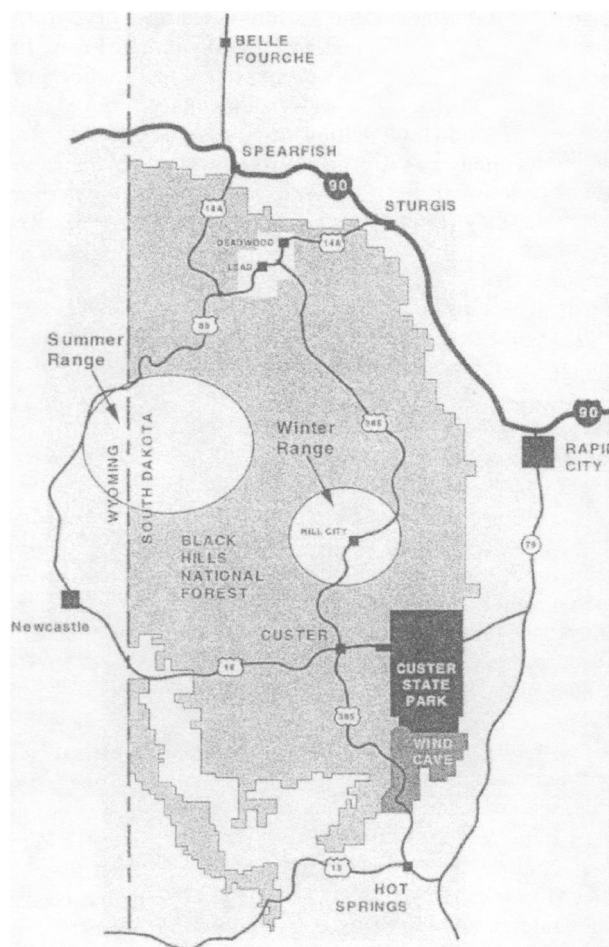 BELLE
FOURCHE
SPEARFISH
90
STURGIS
14A
DEADWOOD
14A
LEAD
85
Summer
Range
Winter
Range
385
90
RAPID
CITY
WYOMING
SOUTH DAKOTA
HILL CITY
BLACK
HILLS
NATIONAL
FOREST
79
Newcastle
CUSTER
16
CUSTER
STATE
PARK
385
WIND
CAVE
18
HOT
SPRINGS